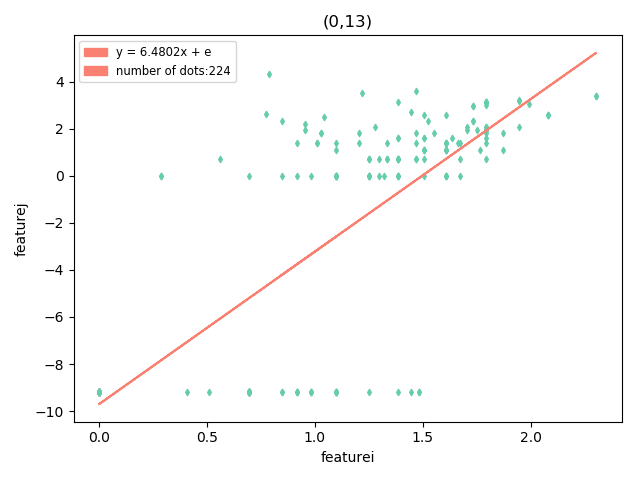 (0,13)
y = 6.4802x + e
number of dots:224
4
2
0
−2
−4
−6
−8
−10
featurej
0.0 0.5 1.0 1.5 2.0
featurei